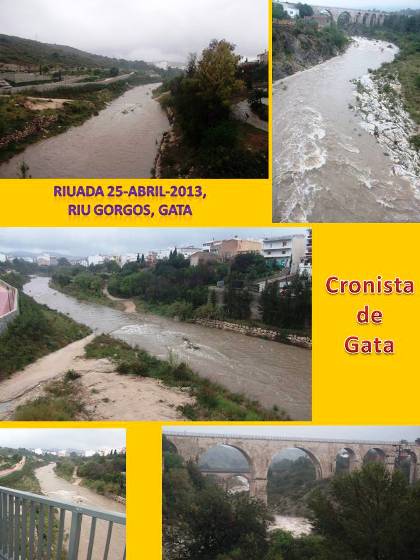 RIUADA 25-ABRIL-2013,
RIU GORGOS, GATA
Cronista
de
Gata